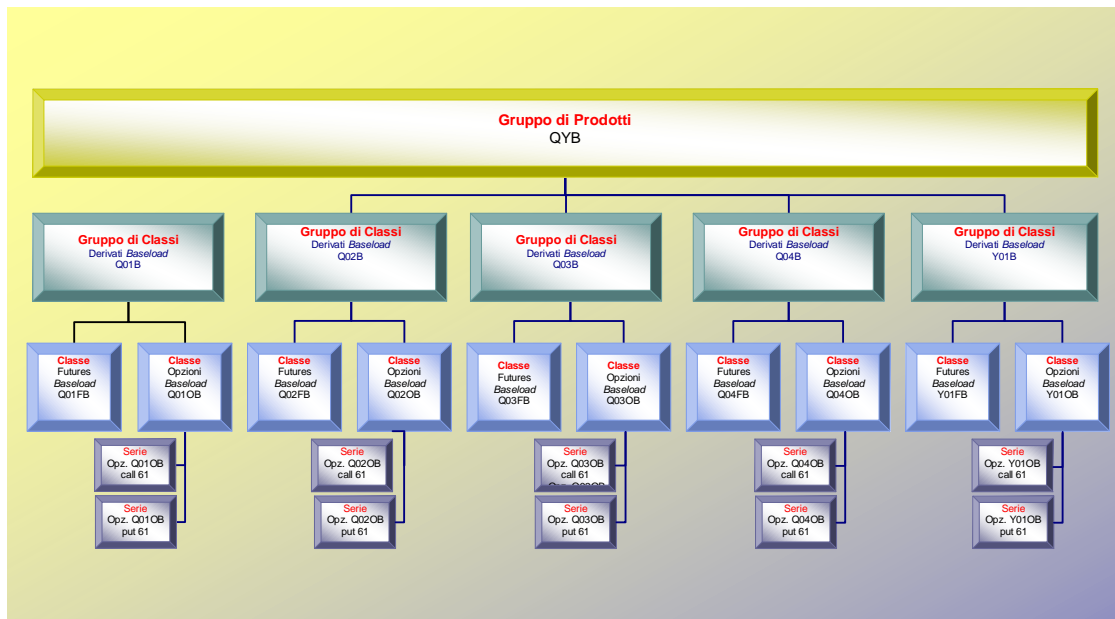 Gruppo di Prodotti
QYB
Gruppo di Classi
Derivati Baseload
Q01B
Gruppo di Classi
Derivati Baseload
Q02B
Gruppo di Classi
Derivati Baseload
Q03B
Gruppo di Classi
Derivati Baseload
Q04B
Gruppo di Classi
Derivati Baseload
Y01B
Classe
Futures
Baseload
Q01FB
Classe
Opzioni
Baseload
Q01OB
Classe
Futures
Baseload
Q02FB
Classe
Opzioni
Baseload
Q02OB
Classe
Futures
Baseload
Q03FB
Classe
Opzioni
Baseload
Q03OB
Classe
Futures
Baseload
Q04FB
Classe
Opzioni
Baseload
Q04OB
Classe
Futures
Baseload
Y01FB
Classe
Opzioni
Baseload
Y01OB
Serie
Opz. Q01OB
call 61
Serie
Opz. Q02OB
call 61
Serie
Opz. Q03OB
call 61
Serie
Opz. Q04OB
call 61
Serie
Opz. Y01OB
call 61
Serie
Opz. Q01OB
put 61
Serie
Opz. Q02OB
put 61
Serie
Opz. Q03OB
put 61
Serie
Opz. Q04OB
put 61
Serie
Opz. Y01OB
put 61